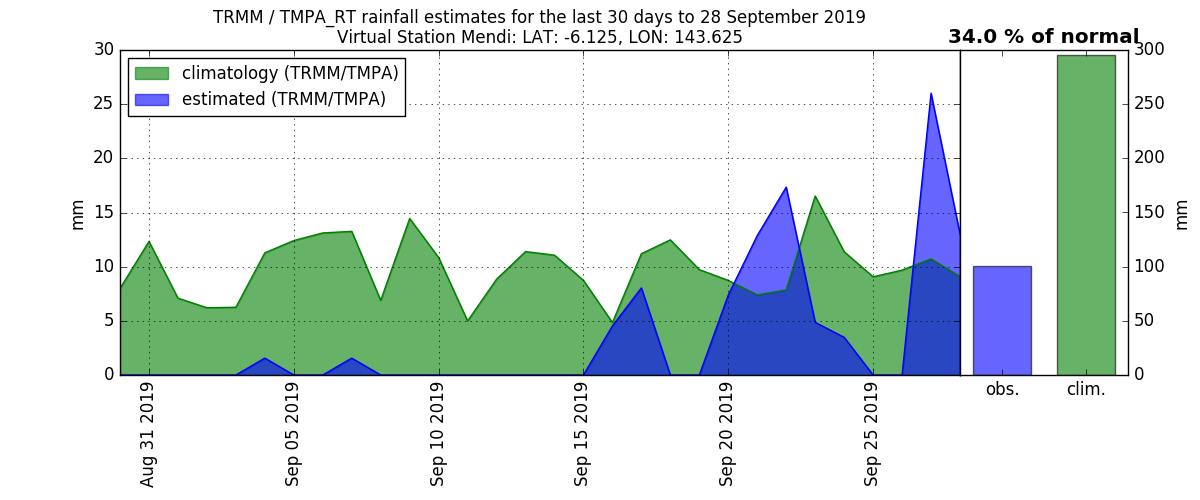 TRMM / TMPA_RT rainfall estimates for the last 30 days to 28 September 2019
Virtual Station Mendi: LAT: -6.125, LON: 143.625
34.0 % of normal
climatology (TRMM/TMPA)
estimated (TRMM/TMPA)
mm
30
25
20
15
10
5
0
Aug 31 2019
Sep 05 2019
Sep 10 2019
Sep 15 2019
Sep 20 2019
Sep 25 2019
obs.
clim.
300
250
200
150
100
50
0
mm